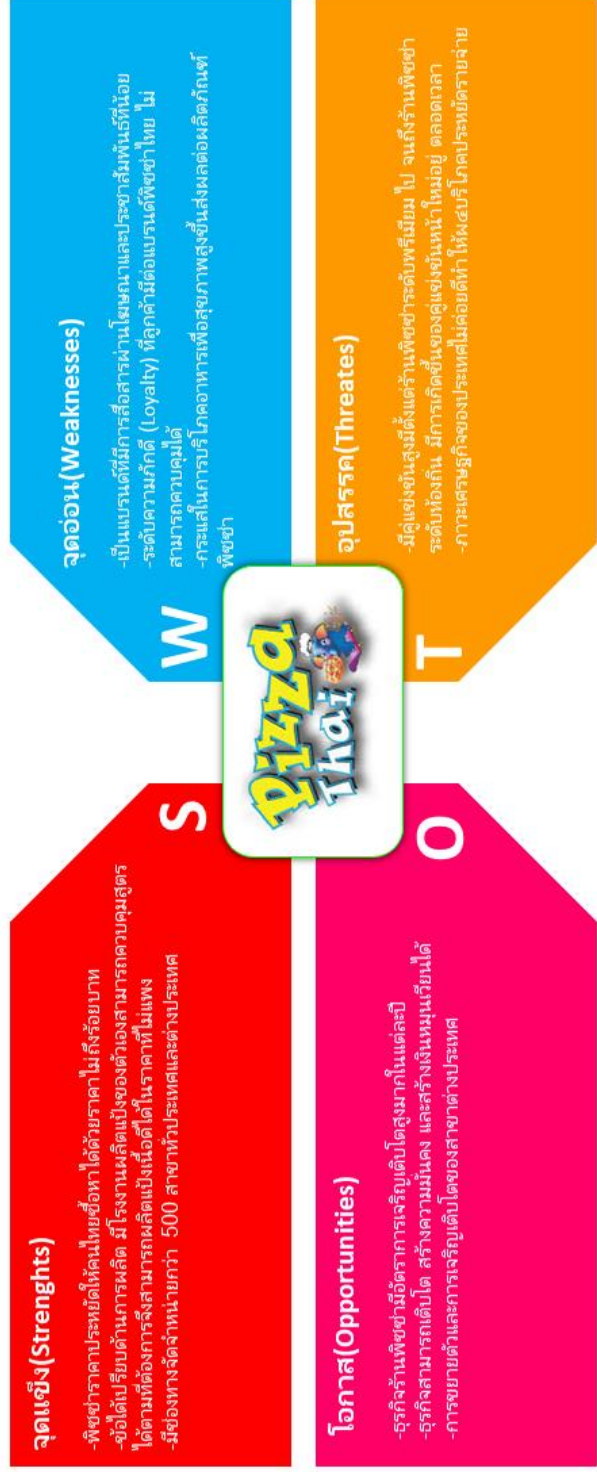 จุดแข็ง(Strenghts)
-พิซซ่าราคาประหยัดให้คนไทยซื้อหาได้ด้วยราคาไม่ถึงร้อยบาท
-ข้อได้เปรียบด้านการผลิต มีโรงงานผลิตแป้งของตัวเองสามารถควบคุมสูตร
ได้ตามที่ต้องการจึงสามารถผลิตแป้งเนื้อดีได้ในราคาที่ไม่แพง
-มีช่องทางจัดจำหน่ายกว่า 500 สาขาทั่วประเทศและต่างประเทศ
S
จุดอ่อน(Weaknesses)
-เป็นแบรนด์ที่มีการสื่อสารผ่านโฆษณาและประชาสัมพันธ์ที่น้อย
-ระดับความภักดี (Loyalty) ที่ลูกค้ามีต่อแบรนด์พิซซ่าไทย ไม่
สามารถควบคุมได้
-กระแสในการบริโภคอาหารเพื่อสุขภาพสูงขึ้นส่งผลต่อผลิตภัณฑ์
พิซซ่า
W
Pizza
Thai
โอกาส(Opportunities)
-ธุรกิจร้านพิซซ่ามีอัตราการเจริญเติบโตสูงมากในแต่ละปี
-ธุรกิจสามารถเติบโต สร้างความมั่นคง และสร้างเงินหมุนเวียนได้
-การขยายตัวและการเจริญเติบโตของสาขาต่างประเทศ
O
อุปสรรค(Threates)
-มีคู่แข่งขันสูงมีตั้งแต่ร้านพิซซ่าระดับพรีเมียม ไป จนถึงร้านพิซซ่า
ระดับท้องถิ่น มีการเกิดขึ้นของคู่แข่งขันหน้าใหม่อยู่ ตลอดเวลา
-ภาวะเศรษฐกิจของประเทศไม่ค่อยดีทำให้ผ๔บริโภคประหยัดรายจ่าย
T